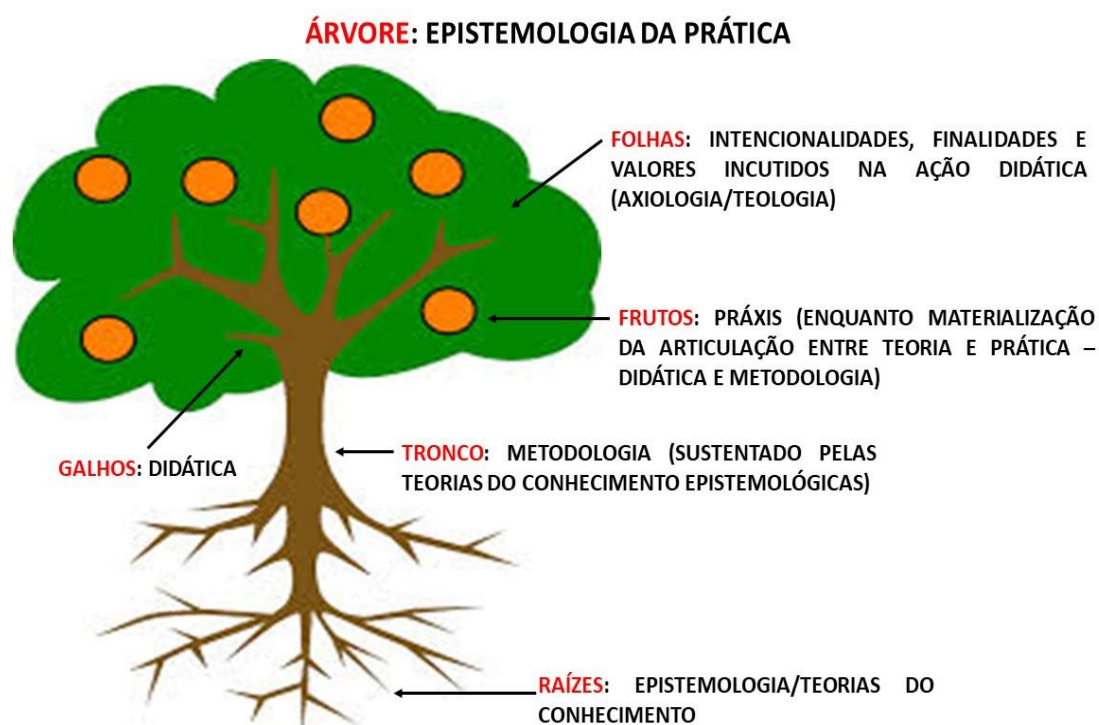 ÁRVORE: EPISTEMOLOGIA DA PRÁTICA
FOLHAS: INTENCIONALIDADES, FINALIDADES E
VALORES INCUTIDOS NA AÇÃO DIDÁTICA
(AXIOLOGIA/TEOLOGIA)
FRUTOS: PRÁXIS (ENQUANTO MATERIALIZAÇÃO
DA ARTICULAÇÃO ENTRE TEORIA E PRÁTICA –
DIDÁTICA E METODOLOGIA)
GALHOS: DIDÁTICA
TRONCO: METODOLOGIA (SUSTENTADO PELAS
TEORIAS DO CONHECIMENTO EPISTEMOLÓGICAS)
RAÍZES: EPISTEMOLOGIA/TEORIAS DO
CONHECIMENTO